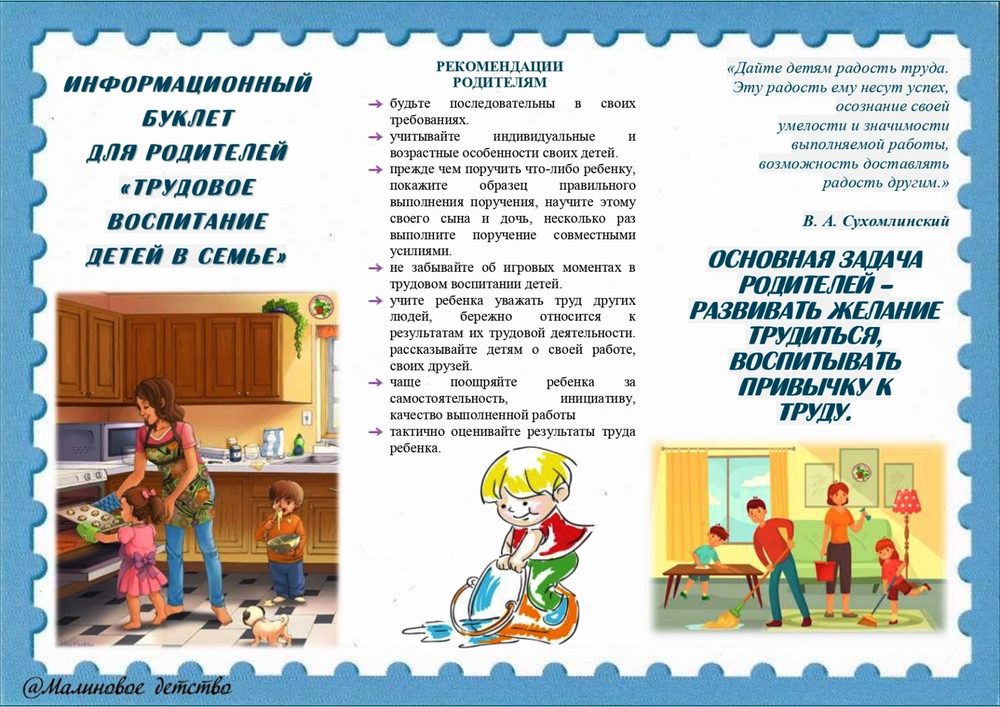 ИНФОРМАЦИОННЫЙ
БУКЛЕТ
ДЛЯ РОДИТЕЛЕЙ
«ТРУДОВОЕ
ВОСПИТАНИЕ
ДЕТЕЙ В СЕМЬЕ»
РЕКОМЕНДАЦИИ
РОДИТЕЛЯМ
будьте последовательны в своих
требованиях.
учитывайте индивидуальные и
возрастные особенности своих детей.
прежде чем поручить что-либо ребенку,
покажите образец правильного
выполнения поручения, научите этому
своего сына и дочь, несколько раз
выполните поручение совместными
усилиями.
не забывайте об игровых моментах в
трудовом воспитании детей.
учите ребенка уважать труд других
людей, бережно относится к
результатам их трудовой деятельности.
рассказывайте детям о своей работе,
своих друзей.
чаще поощряйте ребенка за
самостоятельность, инициативу,
качество выполненной работы
тактично оценивайте результаты труда
ребенка.
«Дайте детям радость труда.
Эту радость ему несут успех,
осознание своей
умелости и значимости
выполняемой работы,
возможность доставлять
радость другим.»
В. А. Сухомлинский
ОСНОВНАЯ ЗАДАЧА
РОДИТЕЛЕЙ –
РАЗВИВАТЬ ЖЕЛАНИЕ
ТРУДИТЬСЯ,
ВОСПИТЫВАТЬ
ПРИВЫЧКУ К
ТРУДУ.
@Малиновое детство